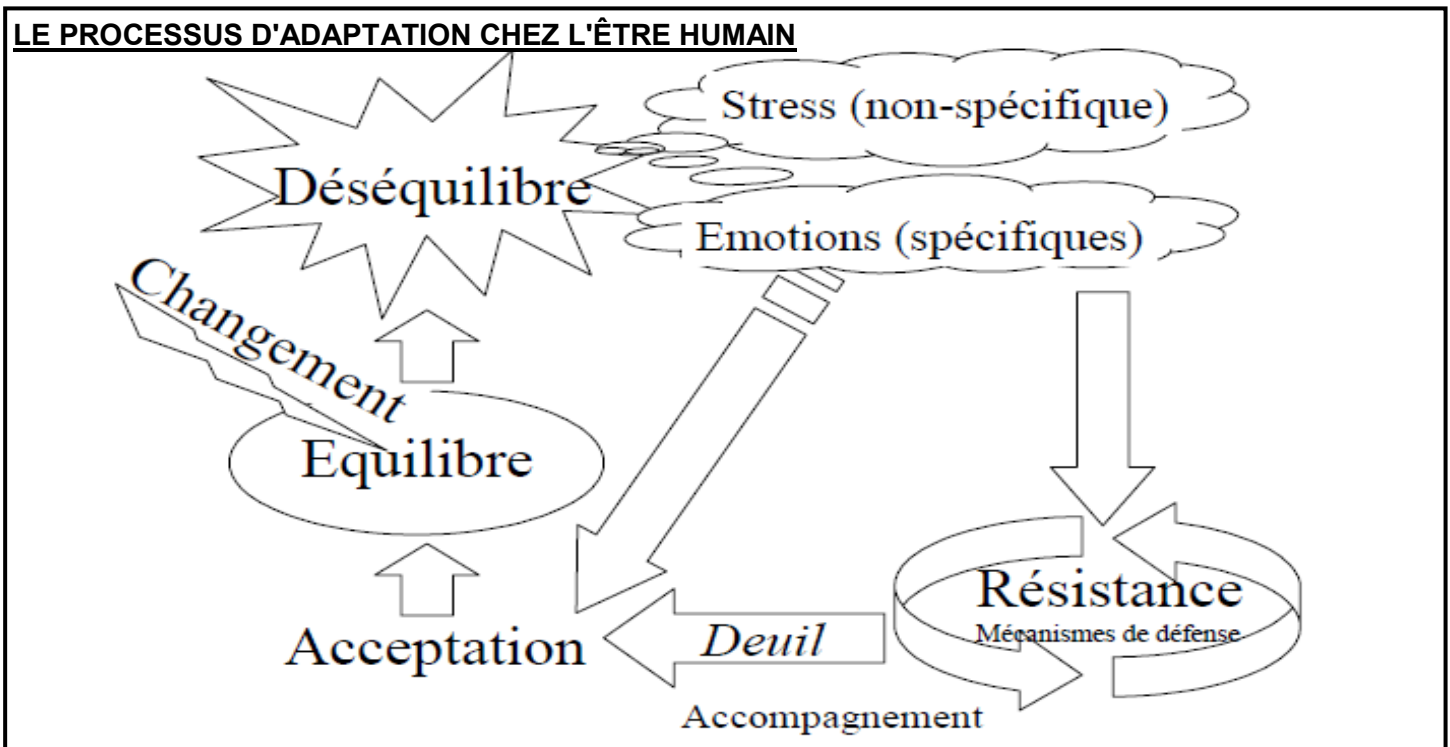 LE PROCESSUS D'ADAPTATION CHEZ L'ÊTRE HUMAIN
Stress (non-spécifique)
Déséquilibre
Emotions (spécifiques)
Changement
Equilibre
Résistance
Mécanismes de défense
Deuil
Acceptation
Accompagnement